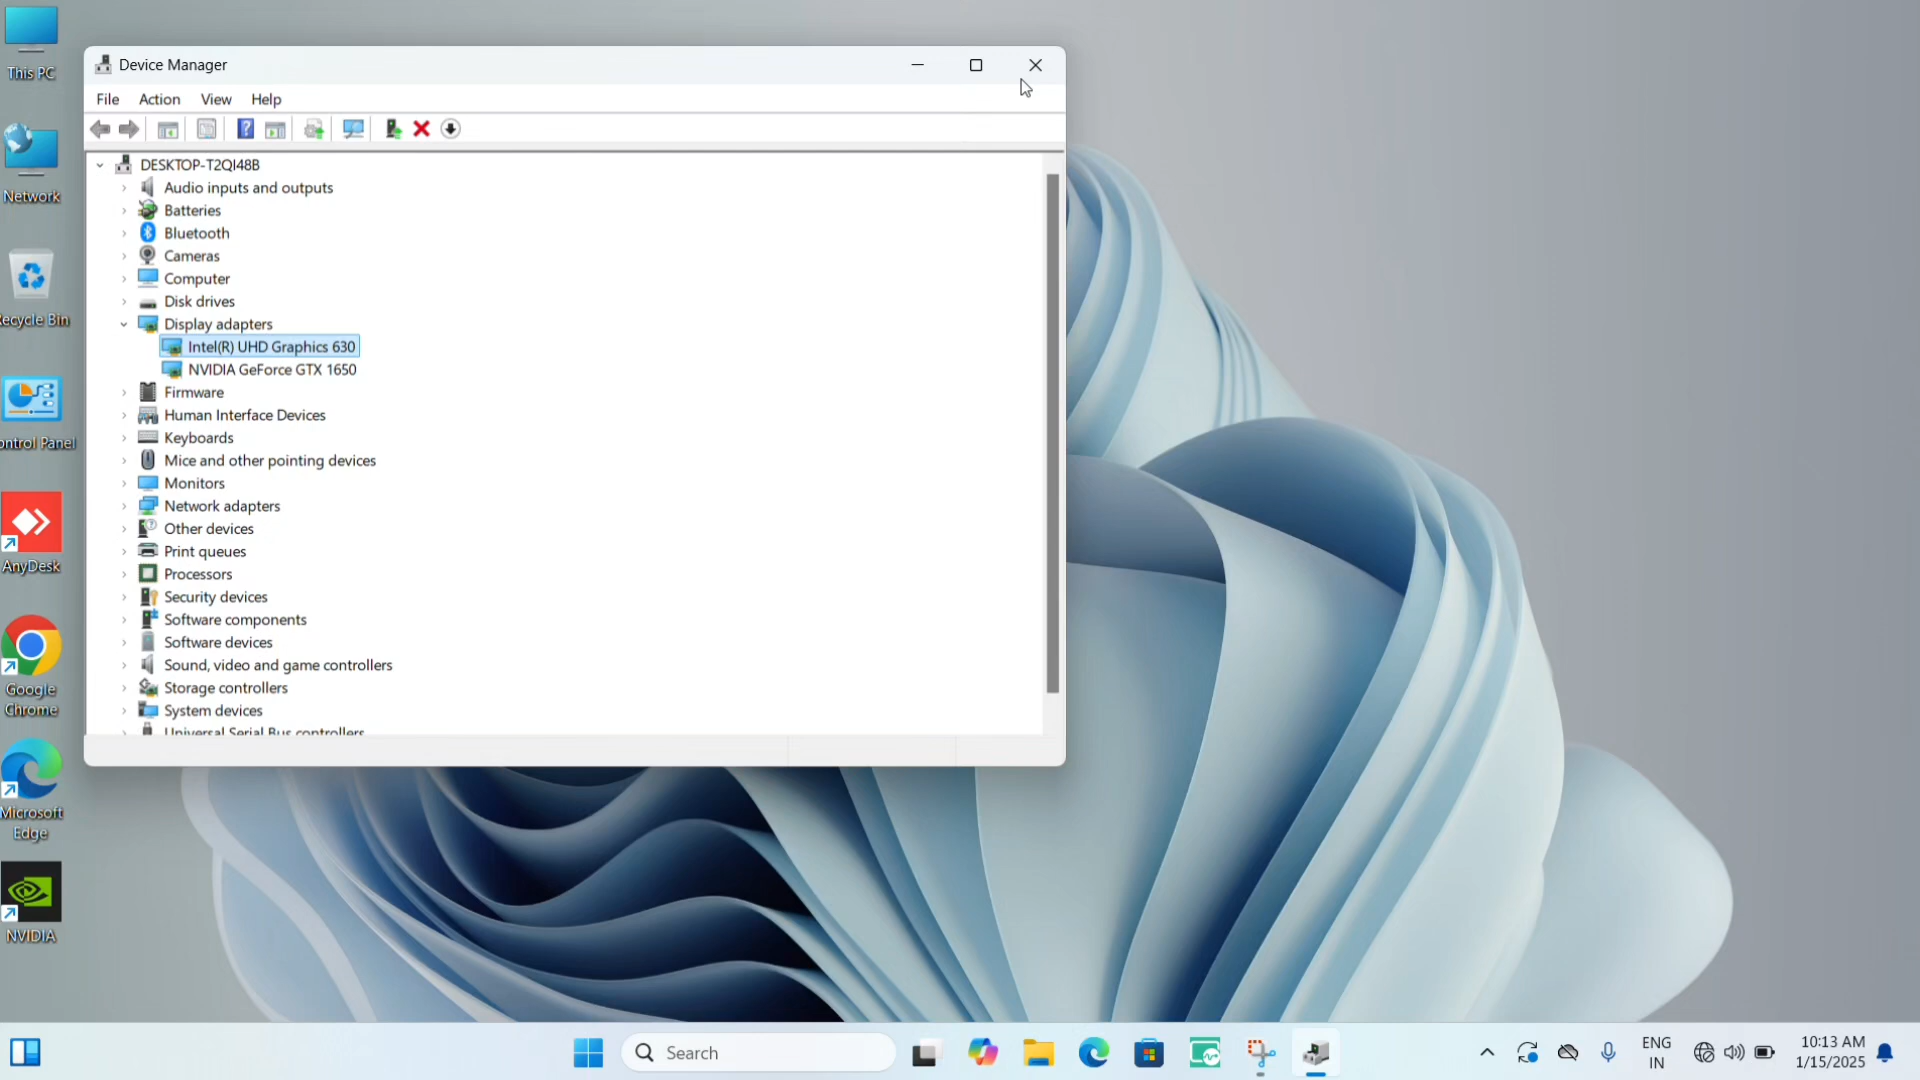 This PC
Network
ecycle Bin
ontrol Panel
AnyDesk
Google
Chrome
Microsoft
Edge
NVIDIA
Device Manager
File Action View Help
DESKTOP-T2QI48B
Audio inputs and outputs
Batteries
Bluetooth
Cameras
Computer
Disk drives
Display adapters
Intel(R) UHD Graphics 630
NVIDIA GeForce GTX 1650
Firmware
Human Interface Devices
Keyboards
Mice and other pointing devices
Monitors
Network adapters
Other devices
Print queues
Processors
Security devices
Software components
Software devices
Sound, video and game controllers
Storage controllers
System devices
Universal Serial Bus controllers
Search
ENG
IN
10:13 AM
1/15/2025